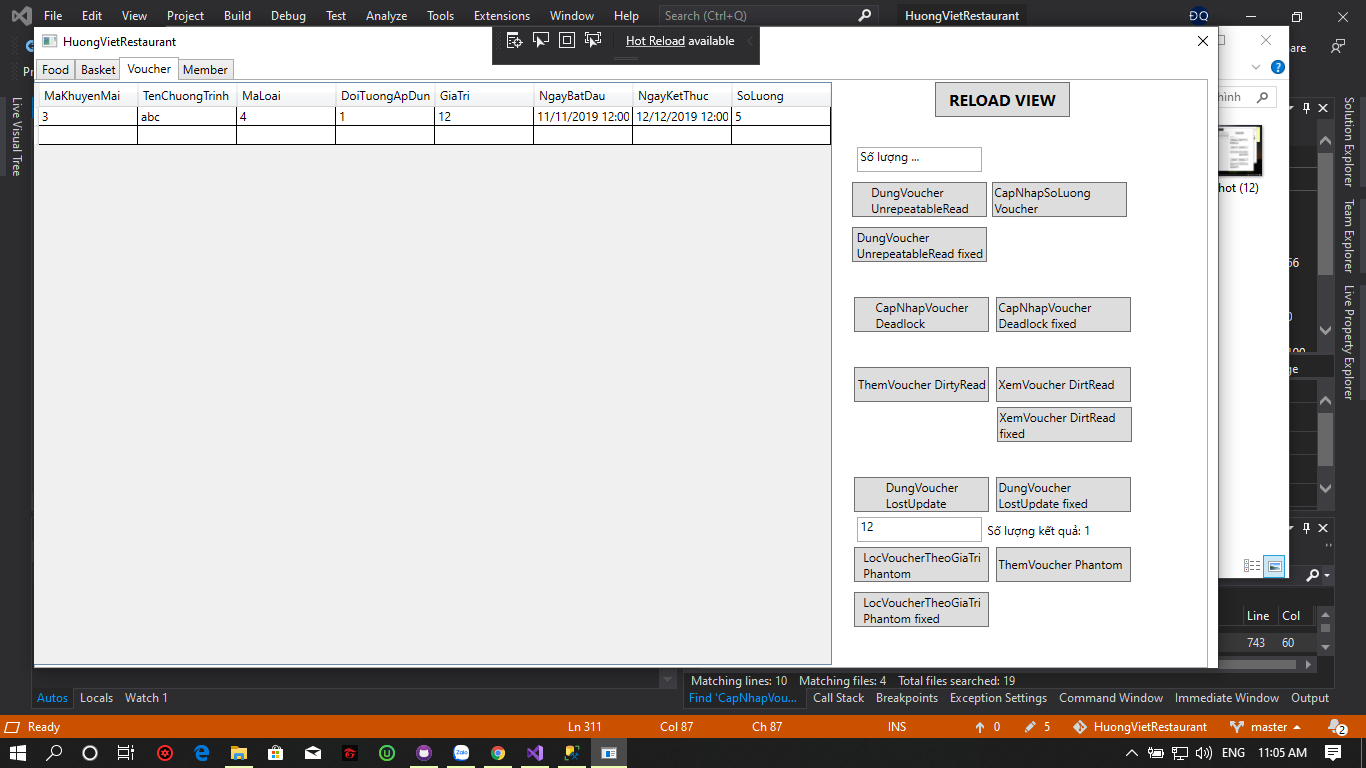 File Edit View Project Build Debug Test Analyze Tools Extensions Window Help Search (Ctrl+Q) HuongVietRestaurant ĐQ
HuongVietRestaurant
Hot Reload available
Food Basket Voucher Member
MaKhuyenMai TenChuongTrinh MaLoai DoiTuongApDun GiaTri NgayBatDau NgayKetThuc SoLuong
3 abc 4 1 12 11/11/2019 12:00 12/12/2019 12:00 5
RELOAD VIEW
Số lượng ...
DungVoucher
UnrepeatableRead
CapNhapSoLuong
Voucher
DungVoucher
UnrepeatableRead fixed
CapNhapVoucher
Deadlock
CapNhapVoucher
Deadlock fixed
ThemVoucher DirtyRead
XemVoucher DirtRead
XemVoucher DirtRead
fixed
DungVoucher
LostUpdate
DungVoucher
LostUpdate fixed
12
Số lượng kết quả: 1
LocVoucherTheoGiaTri
Phantom
ThemVoucher Phantom
LocVoucherTheoGiaTri
Phantom fixed
Live Visual Tree
are
hình
hot (12)
66
0
100
ge
Solution Explorer
Team Explorer
Live Property Explorer
Line Col
743 60
Matching lines: 10 Matching files: 4 Total files searched: 19
Autos Locals Watch 1
Find 'CapNhapVou... Call Stack Breakpoints Exception Settings Command Window Immediate Window Output
Ready Ln 311 Col 87 Ch 87 INS 0 5 HuongVietRestaurant master 2
Zalo
ENG 11:05 AM